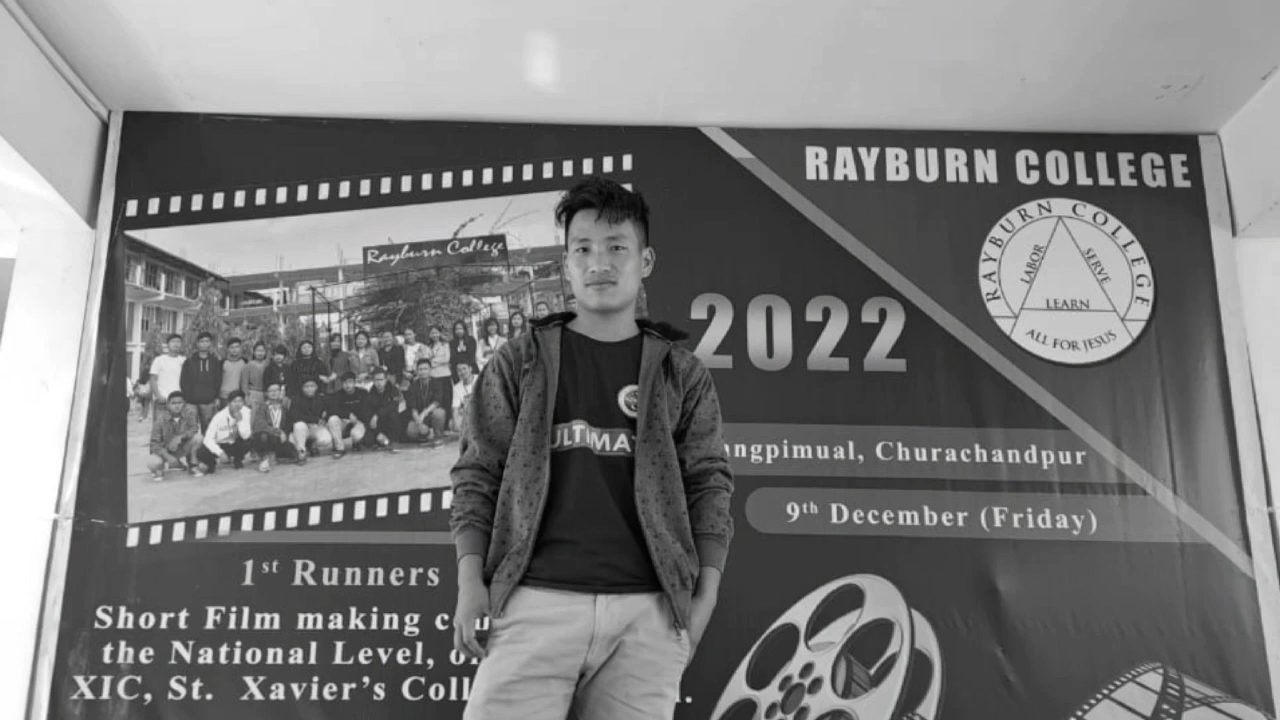 RAYBURN COLLEGE
Rayburn College
RAYBURN COLLEGE
LABOR
SERVE
LEARN
ALL FOR JESUS
2022
ULTIMAT
ngpimual, Churachandpur
9th December (Friday)
1st Runners
Short Film making
the National Level,
XIC, St. Xavier's Coll